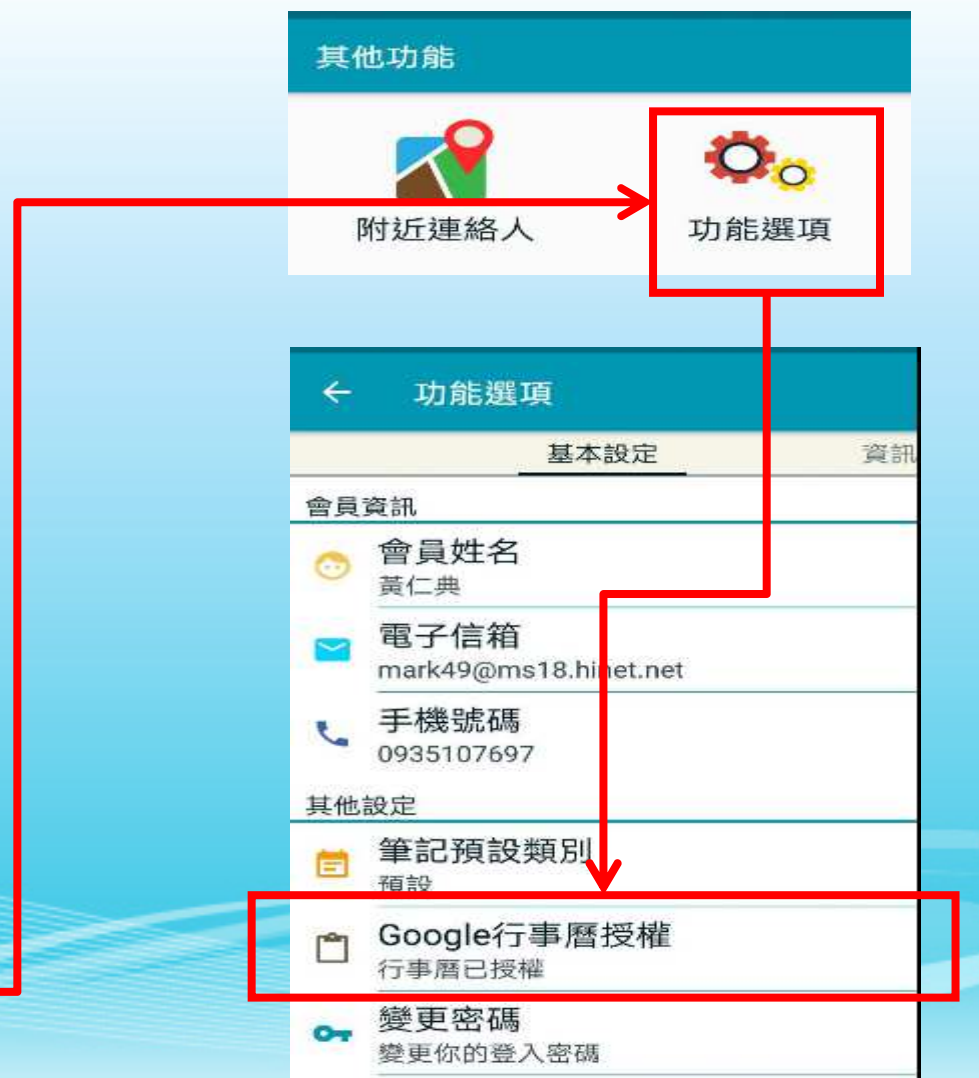 其他功能
附近連絡人
功能選項
功能選項
基本設定 資訊
會員資訊
會員姓名
黃仁典
電子信箱
mark49@ms18.hinet.net
手機號碼
0935107697
其他設定
筆記預設類別
預設
Google行事曆授權
行事曆已授權
變更密碼
變更你的登入密碼